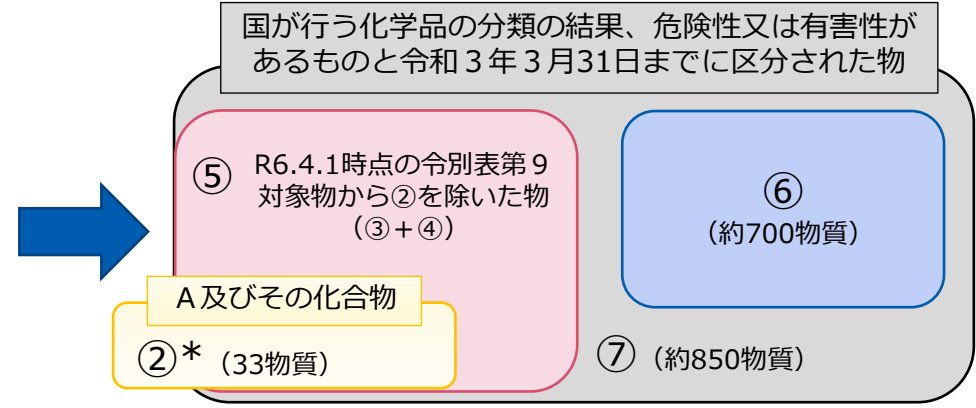 国が行う化学品の分類の結果、危険性又は有害性が
あるものと令和３年３月31日までに区分された物
⑤ R6.4.1時点の令別表第９
対象物から②を除いた物
（③＋④）
⑥
（約700物質）
Ａ及びその化合物
②*（33物質）
⑦（約850物質）